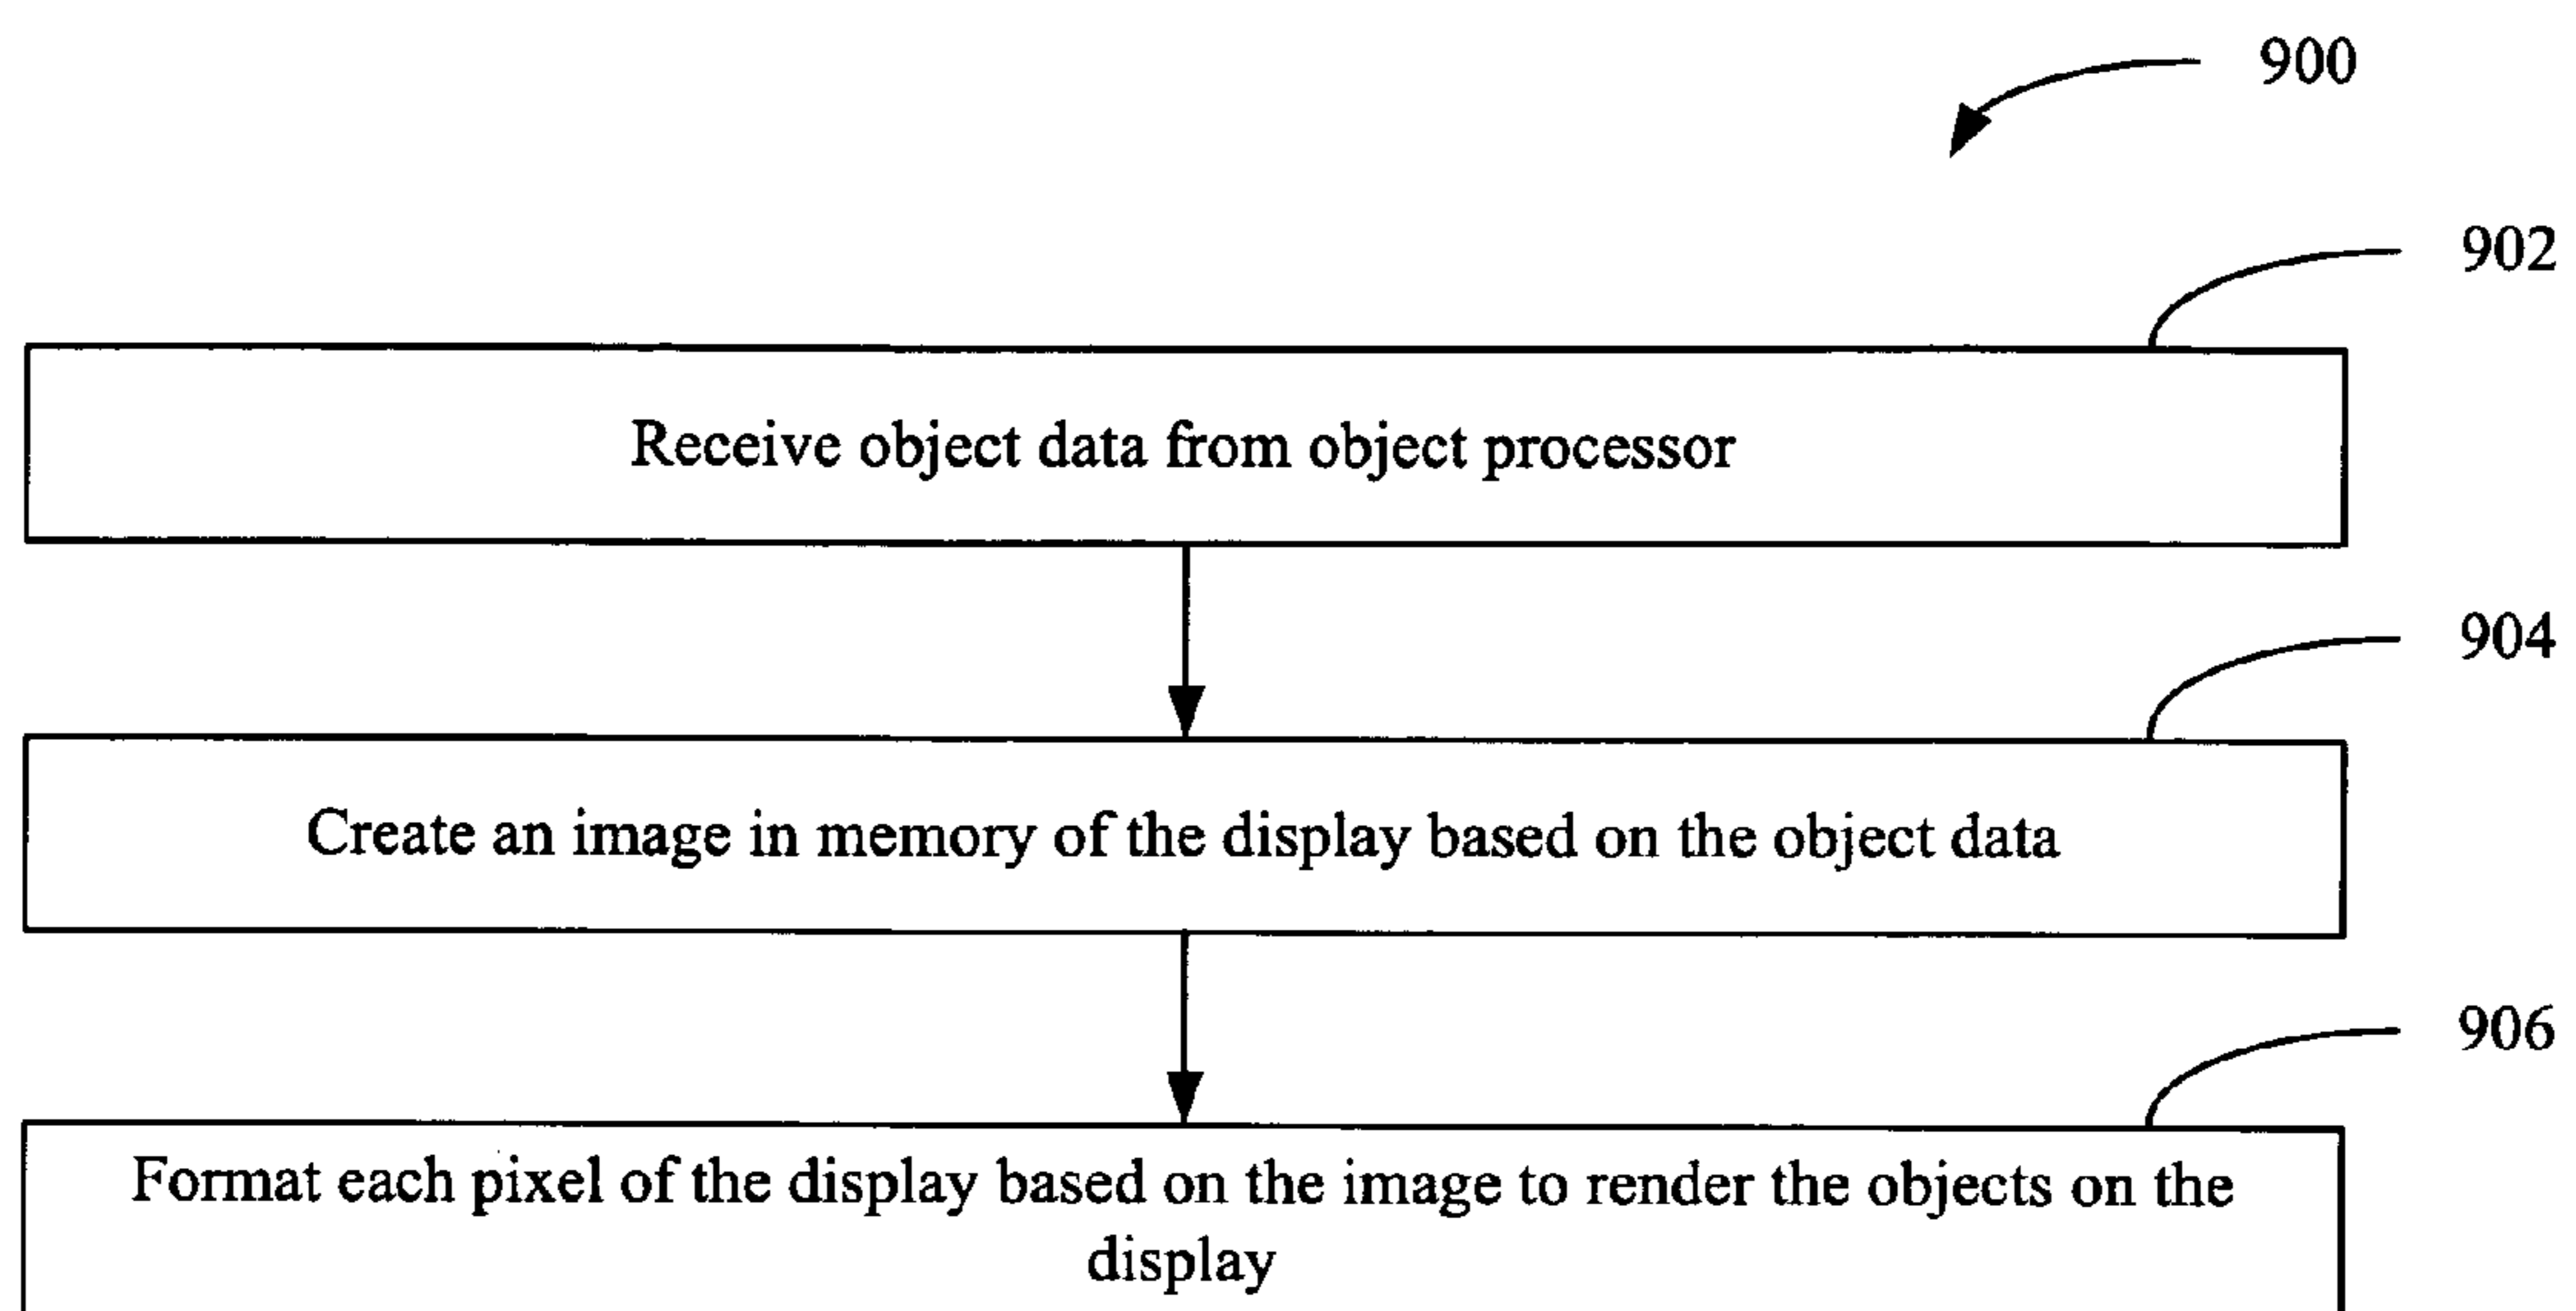 900
902
Receive object data from object processor
904
Create an image in memory of the display based on the object data
906
Format each pixel of the display based on the image to render the objects on the
display